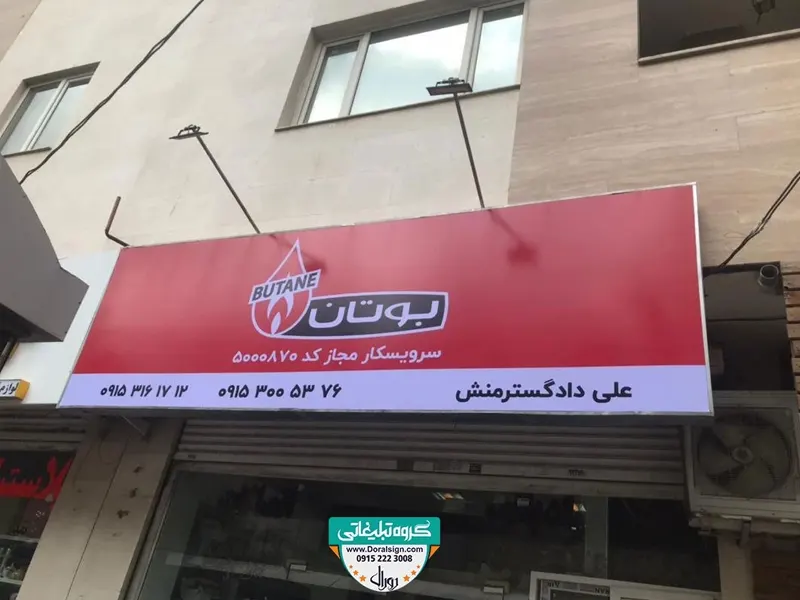 BUTANE
بوتان
سرویسکار مجاز کد ۵۰۰۰۸۷۰
علی دادگسترمنش ۰۹۱۵ ۳۰۰ ۵۳ ۷۶ ۰۹۱۵ ۳۱۶ ۱۷ ۱۲
لوازم
گروه تبلیغاتی
www.Doralsign.com
0915 222 3008
دورال